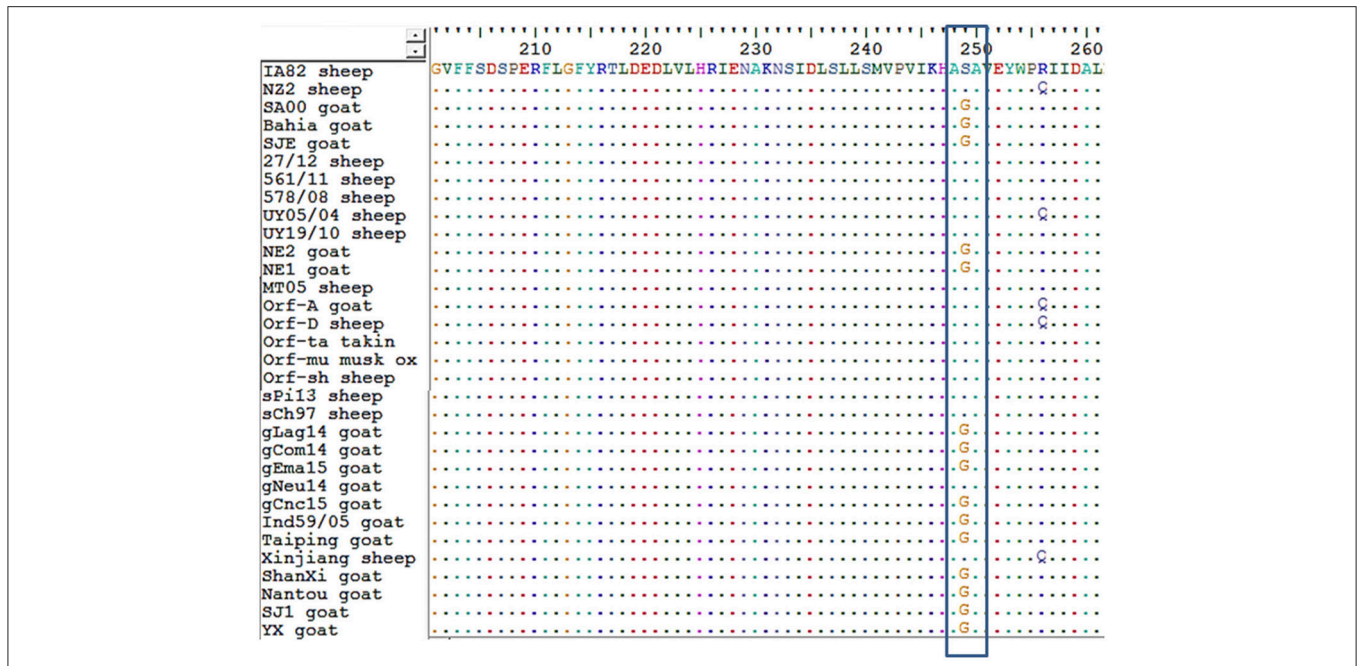 210 220 230 240 250 260
IA82 sheep GVFFSDSPERFLGFYRTLDEDLVLHRIENAKNSIDLSLLSMVPVIKHASAVEYWPRIIDAL
NZ2 sheep .......................................................Q.....
SA00 goat ................................................G............
Bahia goat ................................................G............
SJE goat ................................................G............
27/12 sheep .............................................................
561/11 sheep .............................................................
578/08 sheep .............................................................
UY05/04 sheep .......................................................Q.....
UY19/10 sheep .............................................................
NE2 goat ................................................G............
NE1 goat ................................................G............
MT05 sheep .............................................................
Orf-A goat .......................................................Q.....
Orf-D sheep .......................................................Q.....
Orf-ta takin .............................................................
Orf-mu musk ox .............................................................
Orf-sh sheep .............................................................
sPi13 sheep .............................................................
sCh97 sheep .............................................................
gLag14 goat ................................................G............
gCom14 goat ................................................G............
gEma15 goat ................................................G............
gNeu14 goat .............................................................
gCnc15 goat ................................................G............
Ind59/05 goat ................................................G............
Taiping goat ................................................G............
Xinjiang sheep .......................................................Q.....
ShanXi goat ................................................G............
Nantou goat ................................................G............
SJ1 goat ................................................G............
YX goat ................................................G............